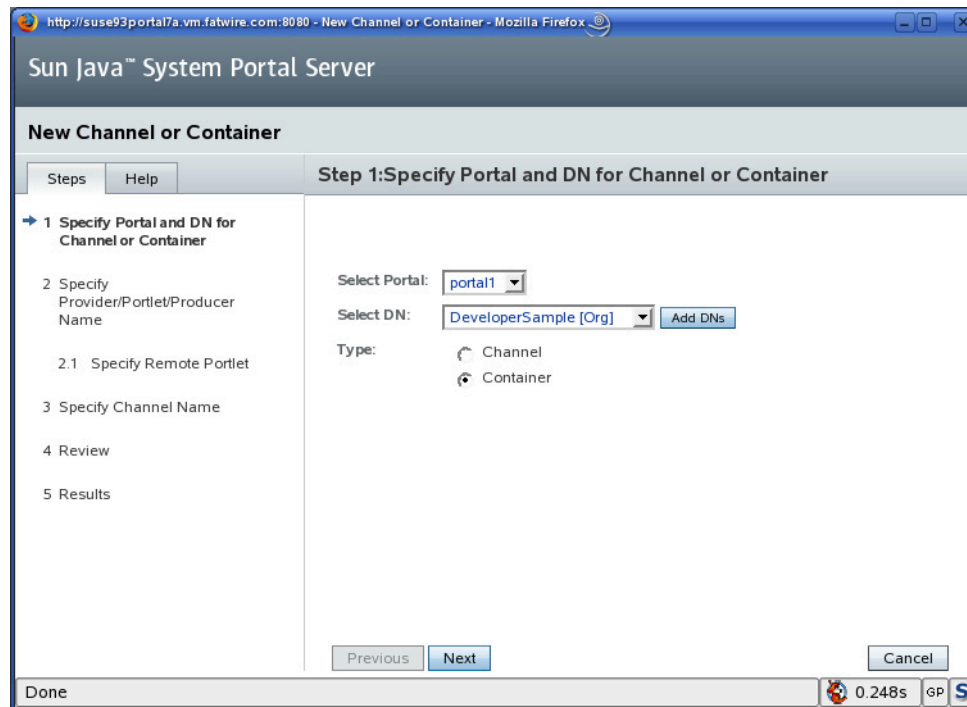 http://suse93portal7a.vm.fatwire.com:8080 - New Channel or Container - Mozilla Firefox
Sun Java™ System Portal Server
New Channel or Container
Steps
Help
1 Specify Portal and DN for
Channel or Container
2 Specify
Provider/Portlet/Producer
Name
2.1 Specify Remote Portlet
3 Specify Channel Name
4 Review
5 Results
Step 1:Specify Portal and DN for Channel or Container
Select Portal: portal1
Select DN: DeveloperSample [Org] Add DNs
Type: Channel
Container
Previous Next Cancel
Done 0.248s GP S